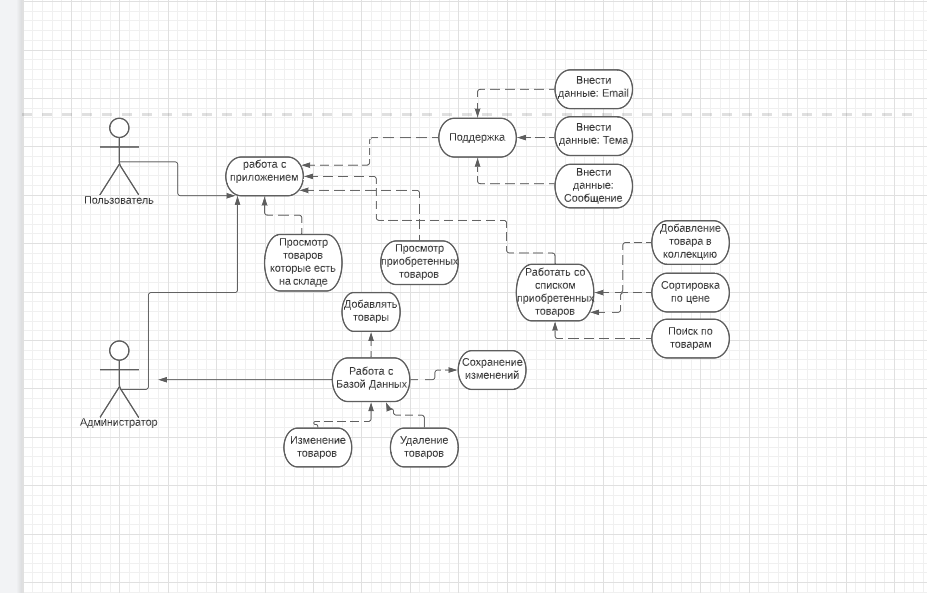 Внести
данные: Email
Поддержка
Внести
данные: Тема
Внести
данные:
Сообщение
работа с
приложением
Пользователь
Просмотр
товаров
которые есть
на складе
Просмотр
приобретенных
товаров
Работать со
списком
приобретенных
товаров
Добавление
товара в
коллекцию
Сортировка
по цене
Поиск по
товарам
Добавлять
товары
Работа с
Базой Данных
Сохранение
изменений
Администратор
Изменение
товаров
Удаление
товаров